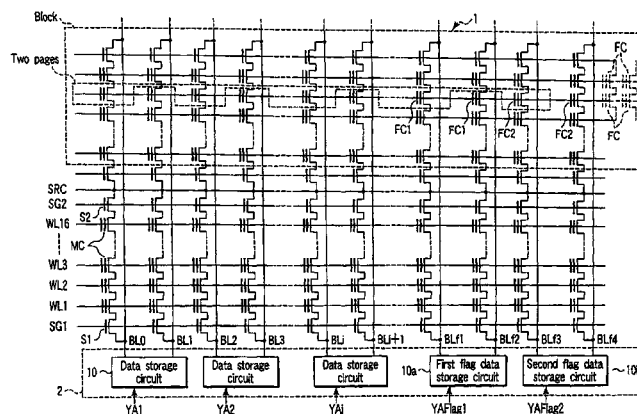 Block
1
Two pages
FC
FC1 FC1 FC2 FC2 FC
SRC
SG2
S2
WL16
MC
WL3
WL2
WL1
SG1
S1 BL0 BL1 BL2 BL3 BLi BLi+1 BLf1 BLf2 BLf3 BLf4
10 10a
2
Data storage circuit
Data storage circuit
Data storage circuit
First flag data storage circuit
Second flag data storage circuit
YA1 YA2 YAi YAFlag1 YAFlag2